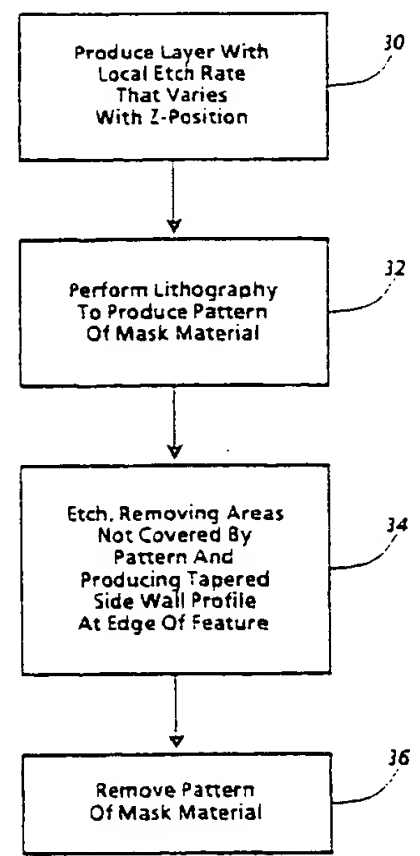 Produce Layer With
Local Etch Rate
That Varies
With Z-Position
30
Perform Lithography
To Produce Pattern
Of Mask Material
32
Etch, Removing Areas
Not Covered By
Pattern And
Producing Tapered
Side Wall Profile
At Edge Of Feature
34
Remove Pattern
Of Mask Material
36